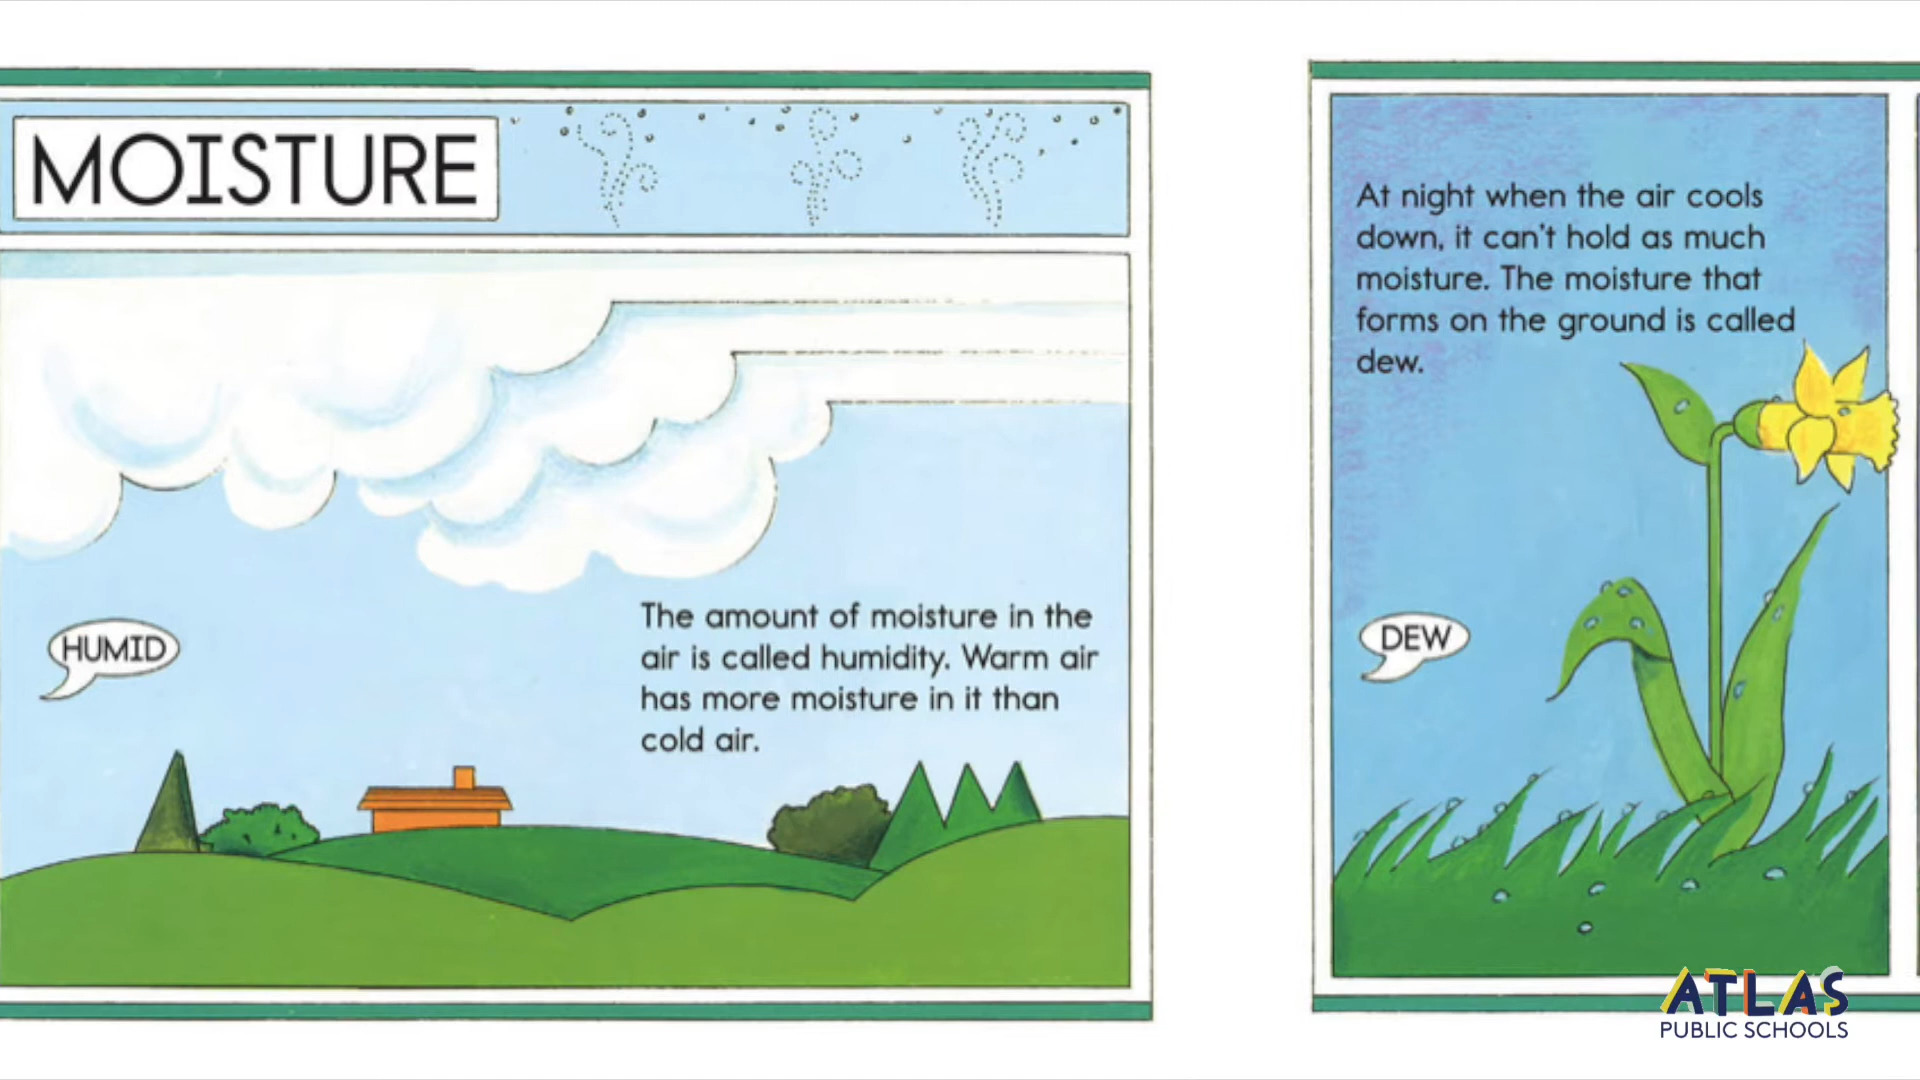 MOISTURE
HUMID
The amount of moisture in the
air is called humidity. Warm air
has more moisture in it than
cold air.
At night when the air cools
down, it can't hold as much
moisture. The moisture that
forms on the ground is called
dew.
DEW
ATLAS
PUBLIC SCHOOLS